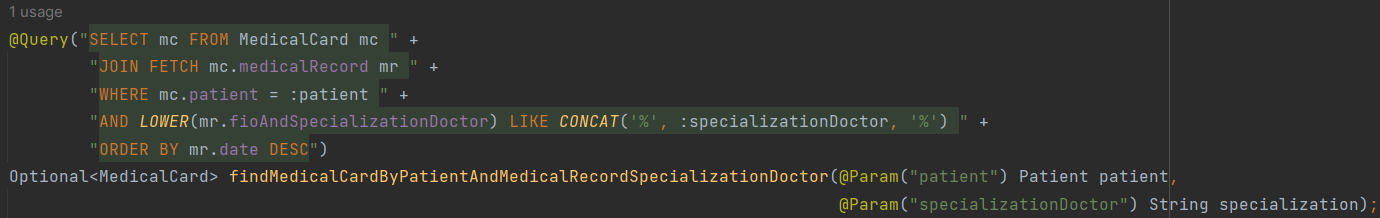 1 usage
@Query("SELECT mc FROM MedicalCard mc " +
"JOIN FETCH mc.medicalRecord mr " +
"WHERE mc.patient = :patient " +
"AND LOWER(mr.fioAndSpecializationDoctor) LIKE CONCAT('%', :specializationDoctor, '%') " +
"ORDER BY mr.date DESC")
Optional<MedicalCard> findMedicalCardByPatientAndMedicalRecordSpecializationDoctor(@Param("patient") Patient patient,
@Param("specializationDoctor") String specialization);